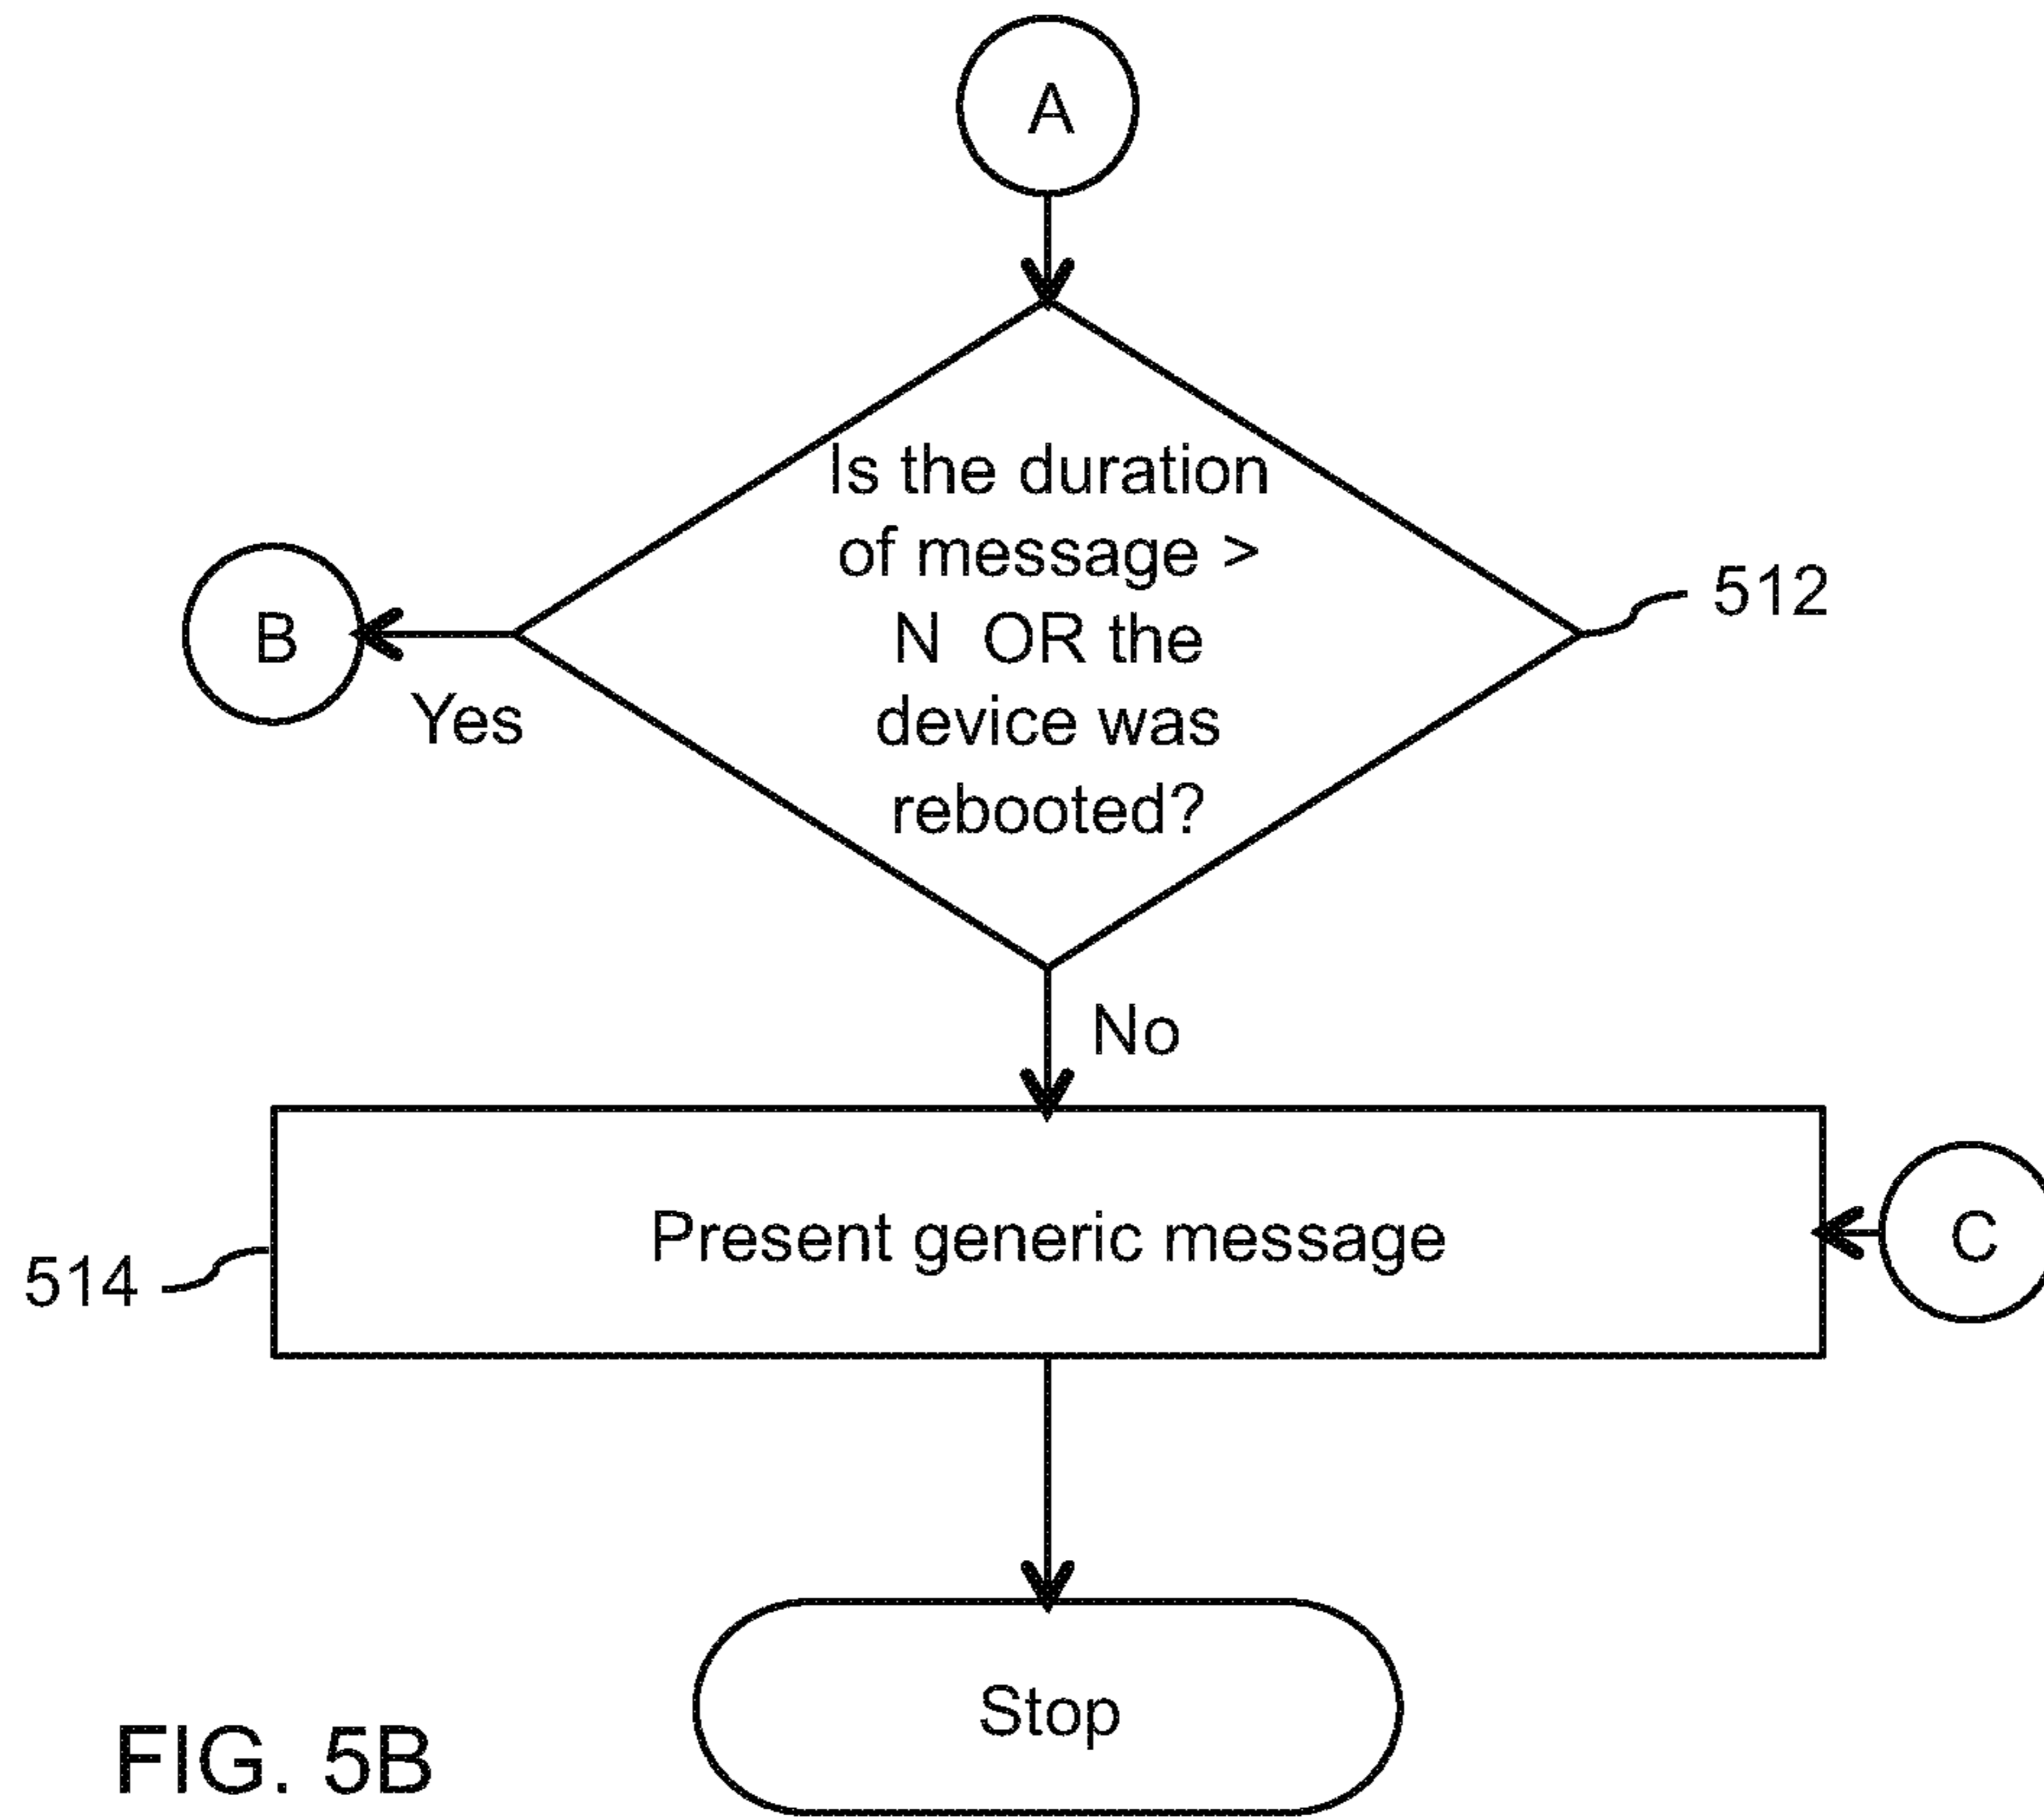 A
Is the duration
of message >
N OR the
device was
rebooted?
512
B
Yes
No
Present generic message
C
514
Stop
FIG. 5B